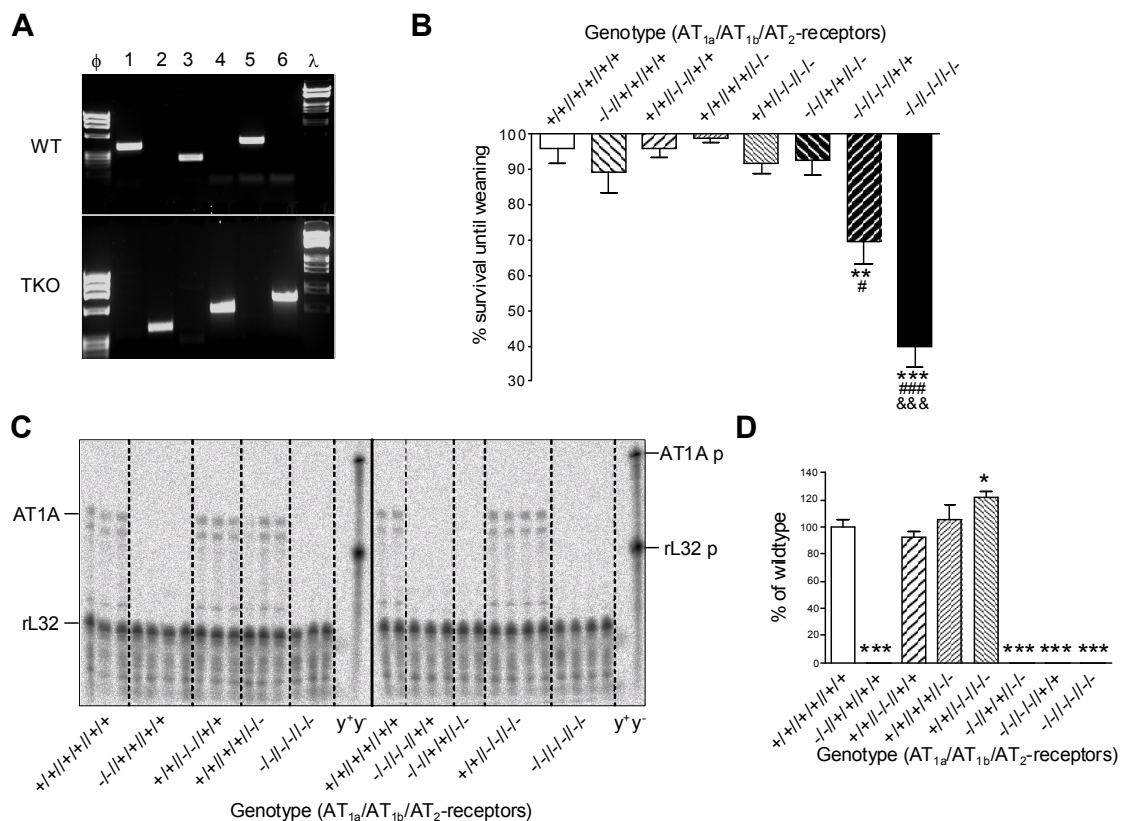 A
ϕ 1 2 3 4 5 6 λ
WT
TKO
B
Genotype (AT1a/AT1b/AT2-receptors)
+/+//+/+//+/+
-/-//+/+//+/+
+/+//-/-//+/+
+/+//+/+//-/-
+/+//-/-//-/-
-/-//+/+//-/-
-/-//-/-//+/+
-/-//-/-//-/-
% survival until weaning
100
90
80
70
60
50
40
30
**
#
***
###
&&&
C
AT1A
rL32
AT1A p
rL32 p
+/+//+/+//+/+
-/-//+/+//+/+
+/+//-/-//+/+
+/+//+/+//-/-
-/-//-/-//-/-
y⁺y⁻
+/+//+/+//+/+
-/-//-/-//+/+
-/-//+/+//-/-
+/+//-/-//-/-
-/-//-/-//-/-
y⁺y⁻
Genotype (AT1a/AT1b/AT2-receptors)
D
% of wildtype
140
120
100
80
60
40
20
0
***
*
***
***
***
+/+//+/+//+/+
-/-//+/+//+/+
+/+//-/-//+/+
+/+//+/+//-/-
+/+//-/-//-/-
-/-//+/+//-/-
-/-//-/-//+/+
-/-//-/-//-/-
Genotype (AT1a/AT1b/AT2-receptors)